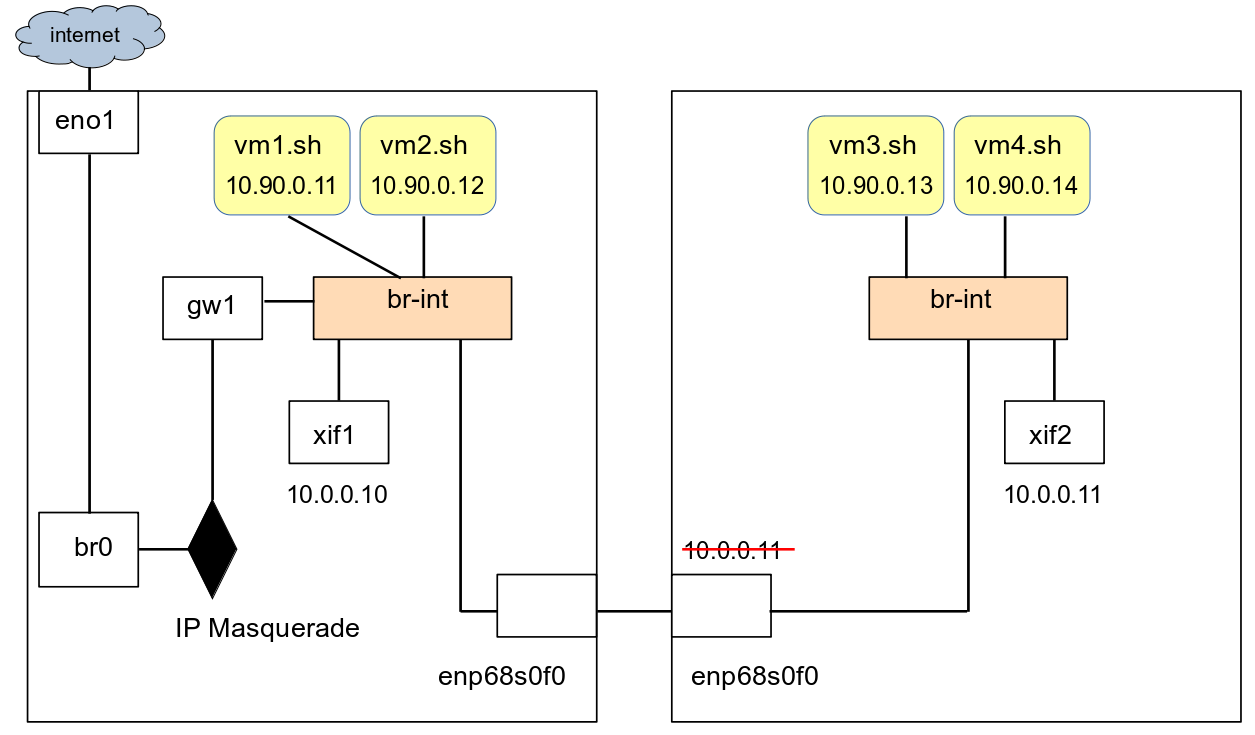 internet
eno1
vm1.sh
10.90.0.11
vm2.sh
10.90.0.12
gw1
br-int
xif1
10.0.0.10
br0
IP Masquerade
enp68s0f0
vm3.sh
10.90.0.13
vm4.sh
10.90.0.14
br-int
xif2
10.0.0.11
10.0.0.11
enp68s0f0